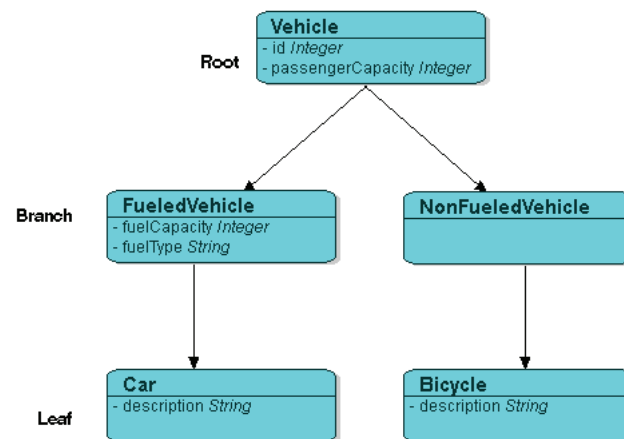 Vehicle
- id Integer
- passengerCapacity Integer
Root
FueledVehicle
- fuelCapacity Integer
- fuelType String
NonFueledVehicle
Branch
Car
- description String
Bicycle
- description String
Leaf